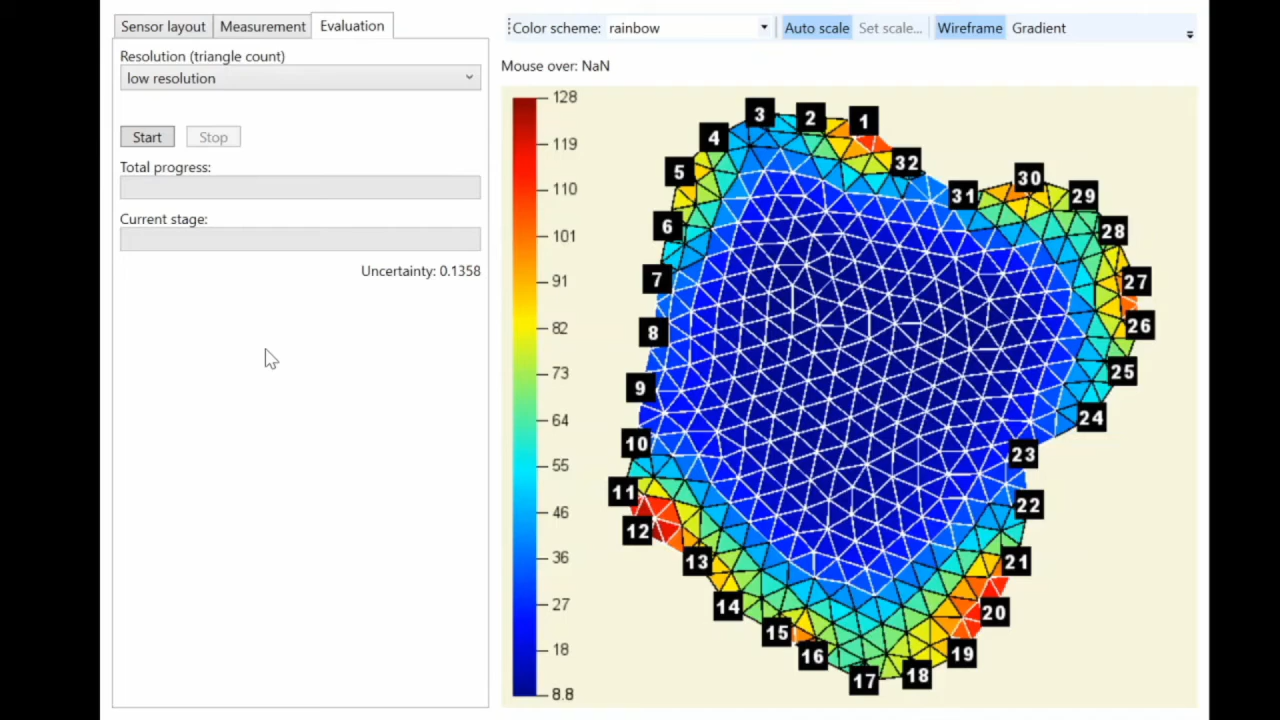 Sensor layout
Measurement
Evaluation
Resolution (triangle count)
low resolution
Start
Stop
Total progress:
Current stage:
Uncertainty: 0.1358
Color scheme:
rainbow
Auto scale
Set scale...
Wireframe
Gradient
Mouse over: NaN
128
119
110
101
91
82
73
64
55
46
36
27
18
8.8
1
2
3
4
5
6
7
8
9
10
11
12
13
14
15
16
17
18
19
20
21
22
23
24
25
26
27
28
29
30
31
32